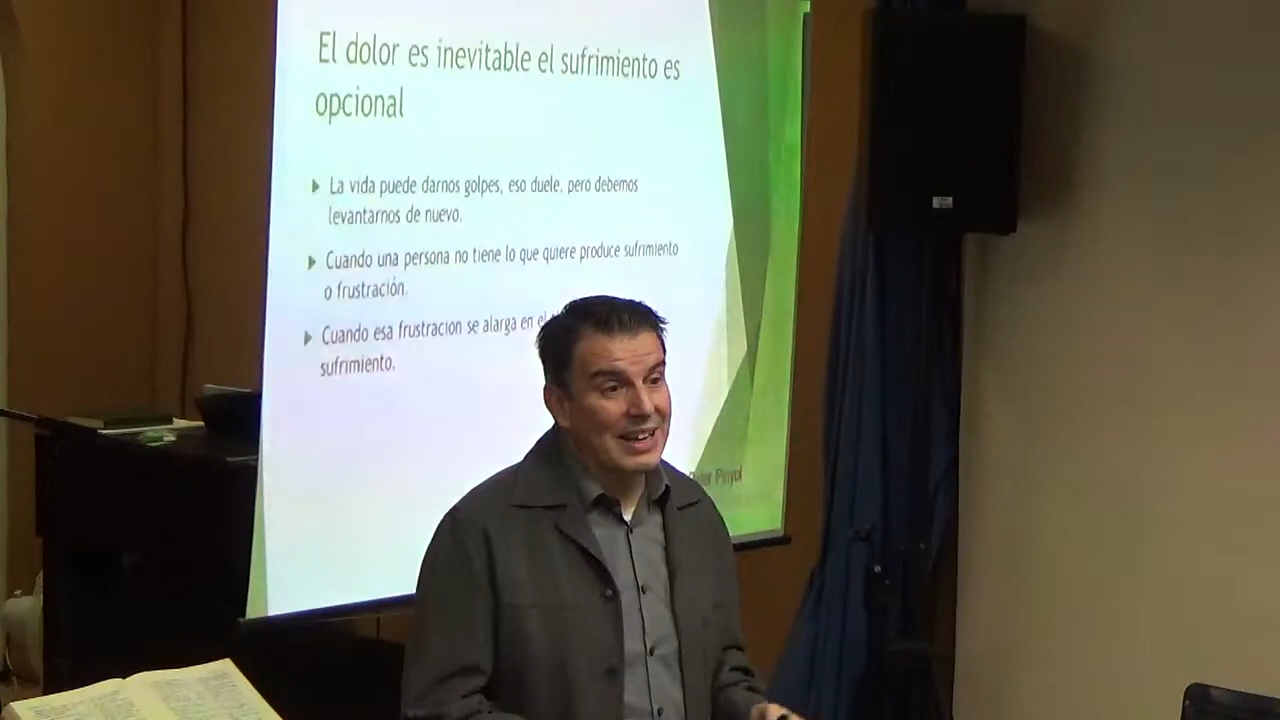 El dolor es inevitable el sufrimiento es
opcional
La vida puede darnos golpes, eso duele, pero debemos
levantarnos de nuevo.
Cuando una persona no tiene lo que quiere produce sufrimiento
o frustración.
Cuando esa frustracion se alarga en el
sufrimiento.
Pinyol